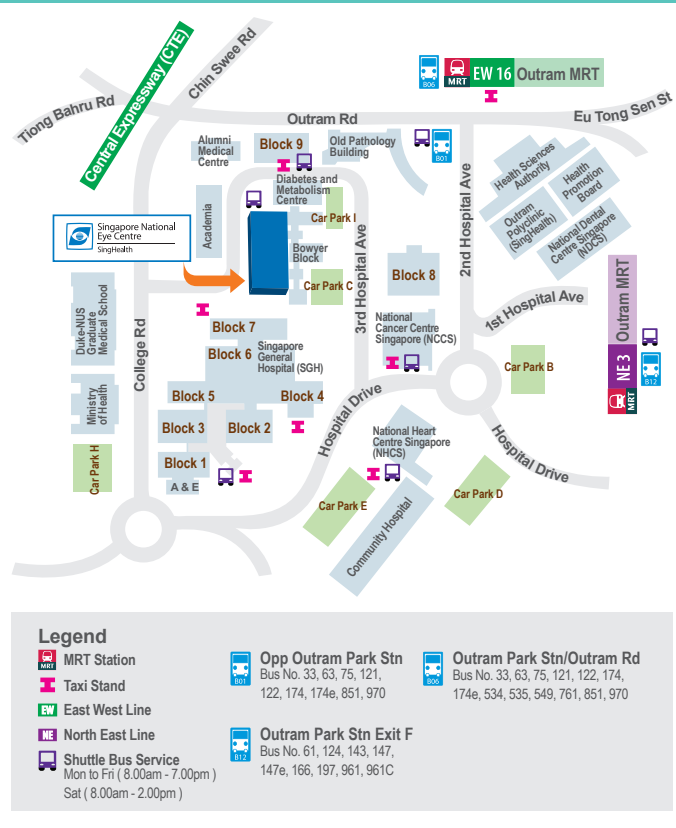 Central Expressway (CTE)
Chin Swee Rd
Tiong Bahru Rd
B06
MRT
EW 16
Outram MRT
Outram Rd
Eu Tong Sen St
Alumni
Medical
Centre
Block 9
Old Pathology
Building
B01
Health Sciences
Authority
Health
Promotion
Board
Outram
Polyclinic
(SingHealth)
National Dental
Centre Singapore
(NDCS)
Diabetes and
Metabolism
Centre
Car Park I
Academia
Singapore National
Eye Centre
SingHealth
Bowyer
Block
Car Park C
3rd Hospital Ave
2nd Hospital Ave
Block 8
1st Hospital Ave
Outram MRT
NE 3
MRT
B12
Duke-NUS
Graduate
Medical School
College Rd
Block 7
Block 6
Singapore
General
Hospital (SGH)
National
Cancer Centre
Singapore (NCCS)
Car Park B
Ministry
of Health
Block 5
Block 4
Block 3
Block 2
Hospital Drive
National Heart
Centre Singapore
(NHCS)
Hospital Drive
Car Park H
Block 1
A & E
Car Park E
Community Hospital
Car Park D
Legend
MRT
MRT Station
Taxi Stand
EW
East West Line
NE
North East Line
Shuttle Bus Service
Mon to Fri ( 8.00am - 7.00pm )
Sat ( 8.00am - 2.00pm )
B01
Opp Outram Park Stn
Bus No. 33, 63, 75, 121,
122, 174, 174e, 851, 970
B12
Outram Park Stn Exit F
Bus No. 61, 124, 143, 147,
147e, 166, 197, 961, 961C
B06
Outram Park Stn/Outram Rd
Bus No. 33, 63, 75, 121, 122, 174,
174e, 534, 535, 549, 761, 851, 970